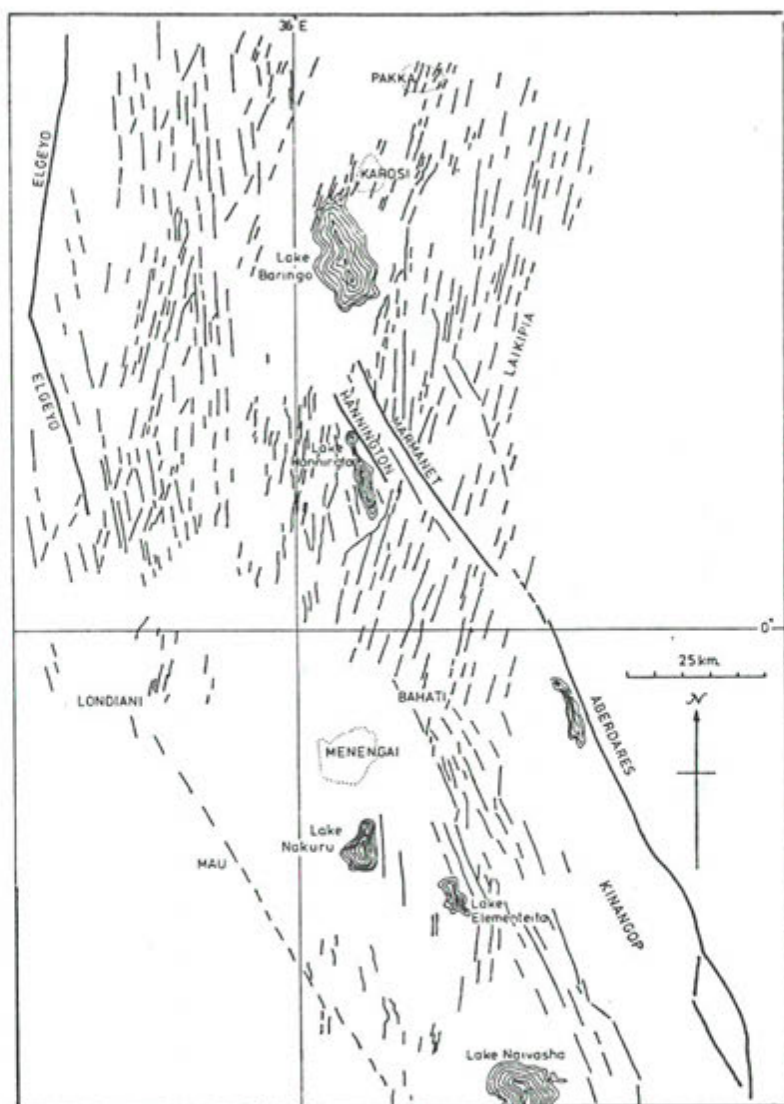 36°E
PAKKA
ELGEYO
KAROSI
Lake
Baringo
LAIKIPIA
ELGEYO
HANNINGTON
MARMANET
Lake
Hannington
0°
25 km.
N
LONDIANI
BAHATI
ABERDARES
MENENGAI
Lake
Nakuru
MAU
Lake
Elementeita
KINANGOP
Lake Naivasha